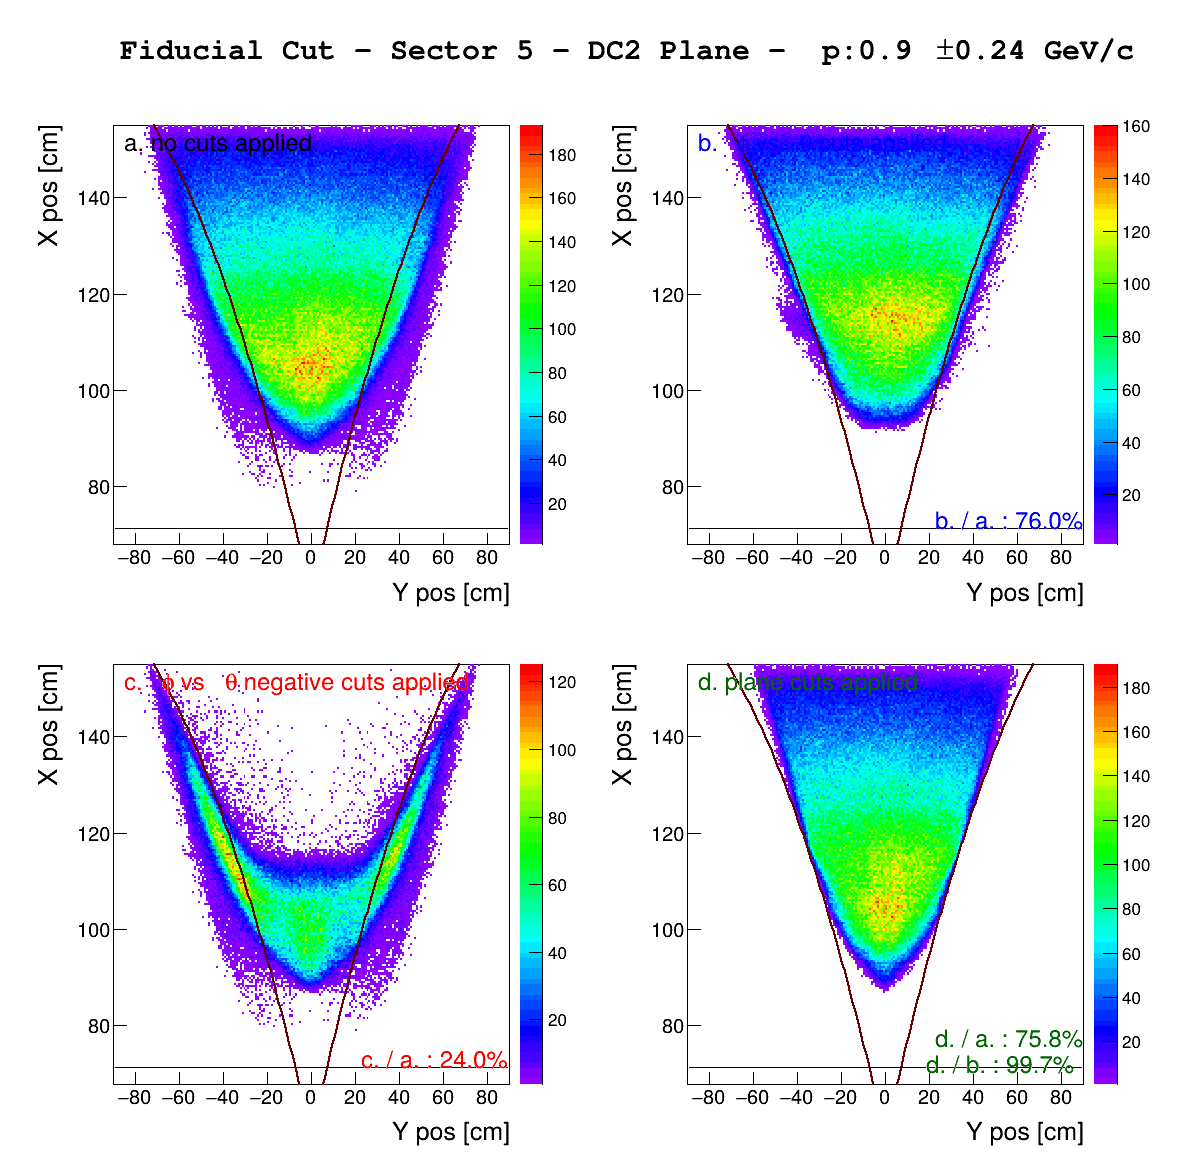 Fiducial Cut – Sector 5 – DC2 Plane – p:0.9 ±0.24 GeV/c
X pos [cm]
a. no cuts applied
140
120
100
80
−80 −60 −40 −20 0 20 40 60 80
Y pos [cm]
180
160
140
120
100
80
60
40
20
X pos [cm]
b. θ cuts applied
140
120
100
80
b. / a. : 76.0%
−80 −60 −40 −20 0 20 40 60 80
Y pos [cm]
160
140
120
100
80
60
40
20
X pos [cm]
c. ϕ vs θ negative cuts applied
140
120
100
80
c. / a. : 24.0%
−80 −60 −40 −20 0 20 40 60 80
Y pos [cm]
120
100
80
60
40
20
X pos [cm]
d. plane cuts applied
140
120
100
80
d. / a. : 75.8%
d. / b. : 99.7%
−80 −60 −40 −20 0 20 40 60 80
Y pos [cm]
180
160
140
120
100
80
60
40
20